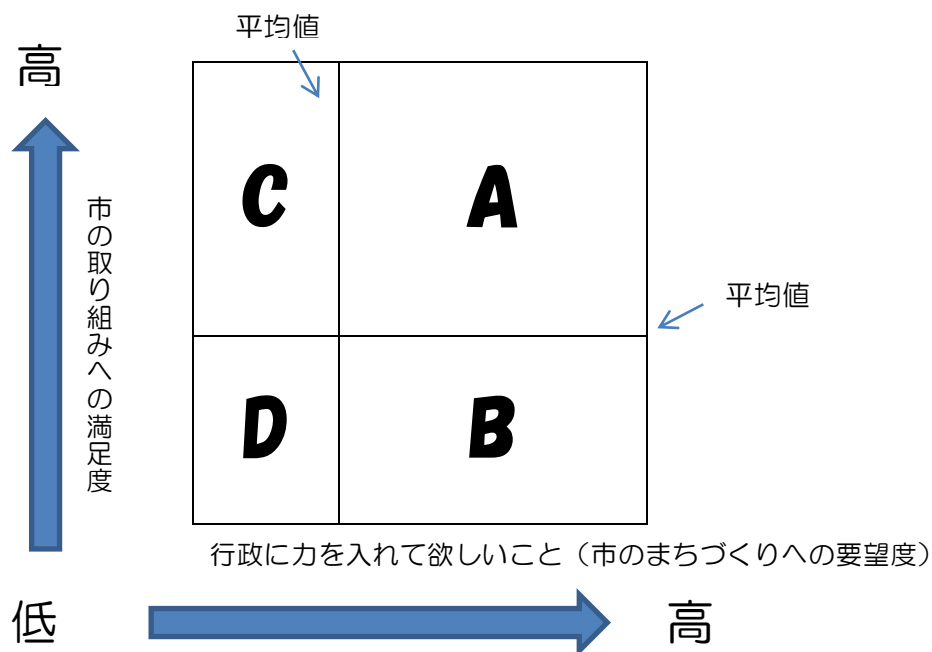 平均値
高
C
A
市の取り組みへの満足度
平均値
D
B
行政に力を入れて欲しいこと（市のまちづくりへの要望度）
低
高